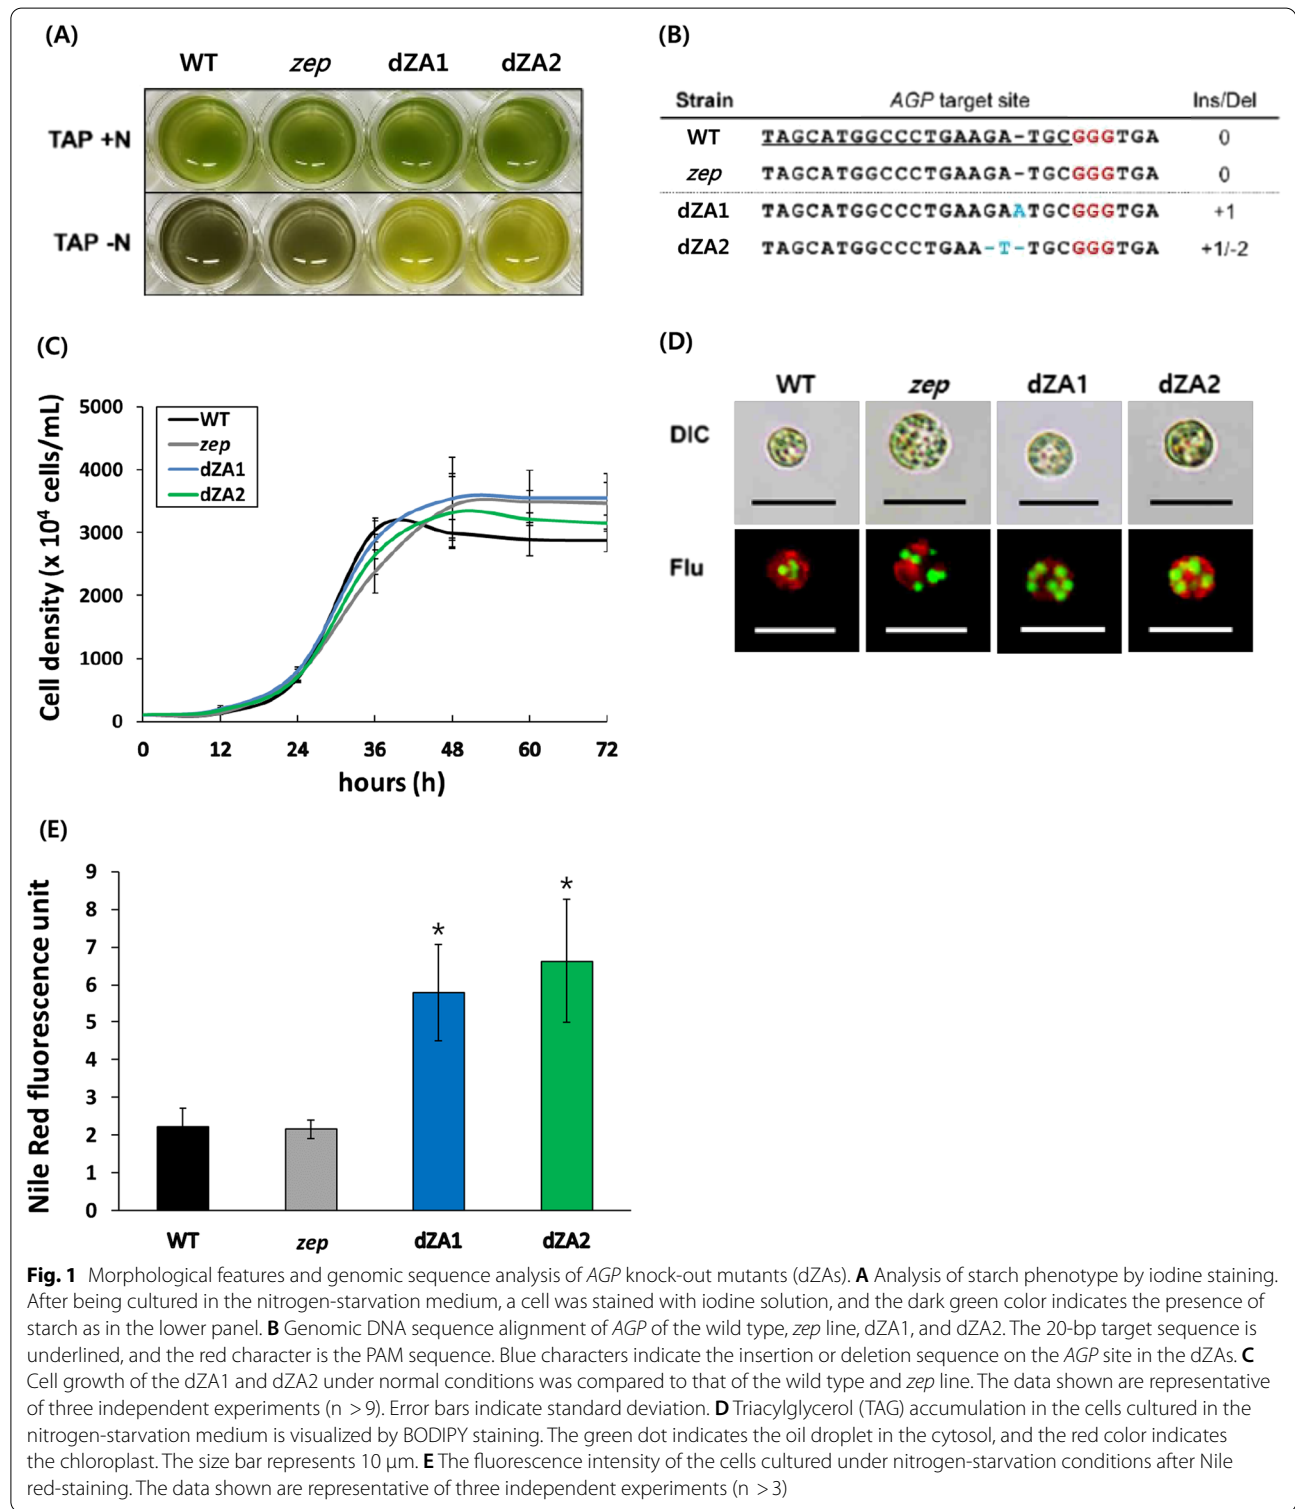 (A)
WT zep dZA1 dZA2
TAP +N
TAP -N
(B)
Strain AGP target site Ins/Del
WT TAGCATGGCCCTGAAGA-TGCGGGTGA 0
zep TAGCATGGCCCTGAAGA-TGCGGGTGA 0
dZA1 TAGCATGGCCCTGAAGAATGCGGGTGA +1
dZA2 TAGCATGGCCCTGAA-T-TGCGGGTGA +1/-2
(C)
Cell density (x 10⁴ cells/mL)
5000
4000
3000
2000
1000
0
WT
zep
dZA1
dZA2
0 12 24 36 48 60 72
hours (h)
(D)
WT zep dZA1 dZA2
DIC
Flu
(E)
Nile Red fluorescence unit
9
8
7
6
5
4
3
2
1
0
* *
WT zep dZA1 dZA2
Fig. 1 Morphological features and genomic sequence analysis of AGP knock-out mutants (dZAs). A Analysis of starch phenotype by iodine staining.
After being cultured in the nitrogen-starvation medium, a cell was stained with iodine solution, and the dark green color indicates the presence of
starch as in the lower panel. B Genomic DNA sequence alignment of AGP of the wild type, zep line, dZA1, and dZA2. The 20-bp target sequence is
underlined, and the red character is the PAM sequence. Blue characters indicate the insertion or deletion sequence on the AGP site in the dZAs. C
Cell growth of the dZA1 and dZA2 under normal conditions was compared to that of the wild type and zep line. The data shown are representative
of three independent experiments (n > 9). Error bars indicate standard deviation. D Triacylglycerol (TAG) accumulation in the cells cultured in the
nitrogen-starvation medium is visualized by BODIPY staining. The green dot indicates the oil droplet in the cytosol, and the red color indicates
the chloroplast. The size bar represents 10 μm. E The fluorescence intensity of the cells cultured under nitrogen-starvation conditions after Nile
red-staining. The data shown are representative of three independent experiments (n > 3)